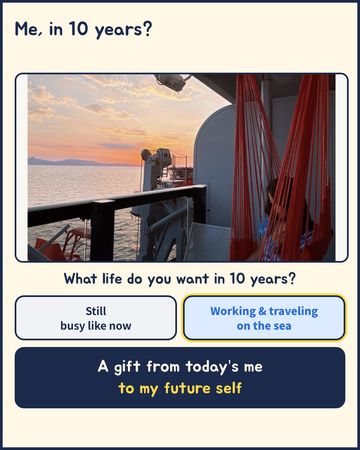 Me, in 10 years?
What life do you want in 10 years?
Still
busy like now
Working & traveling
on the sea
A gift from today's me
to my future self